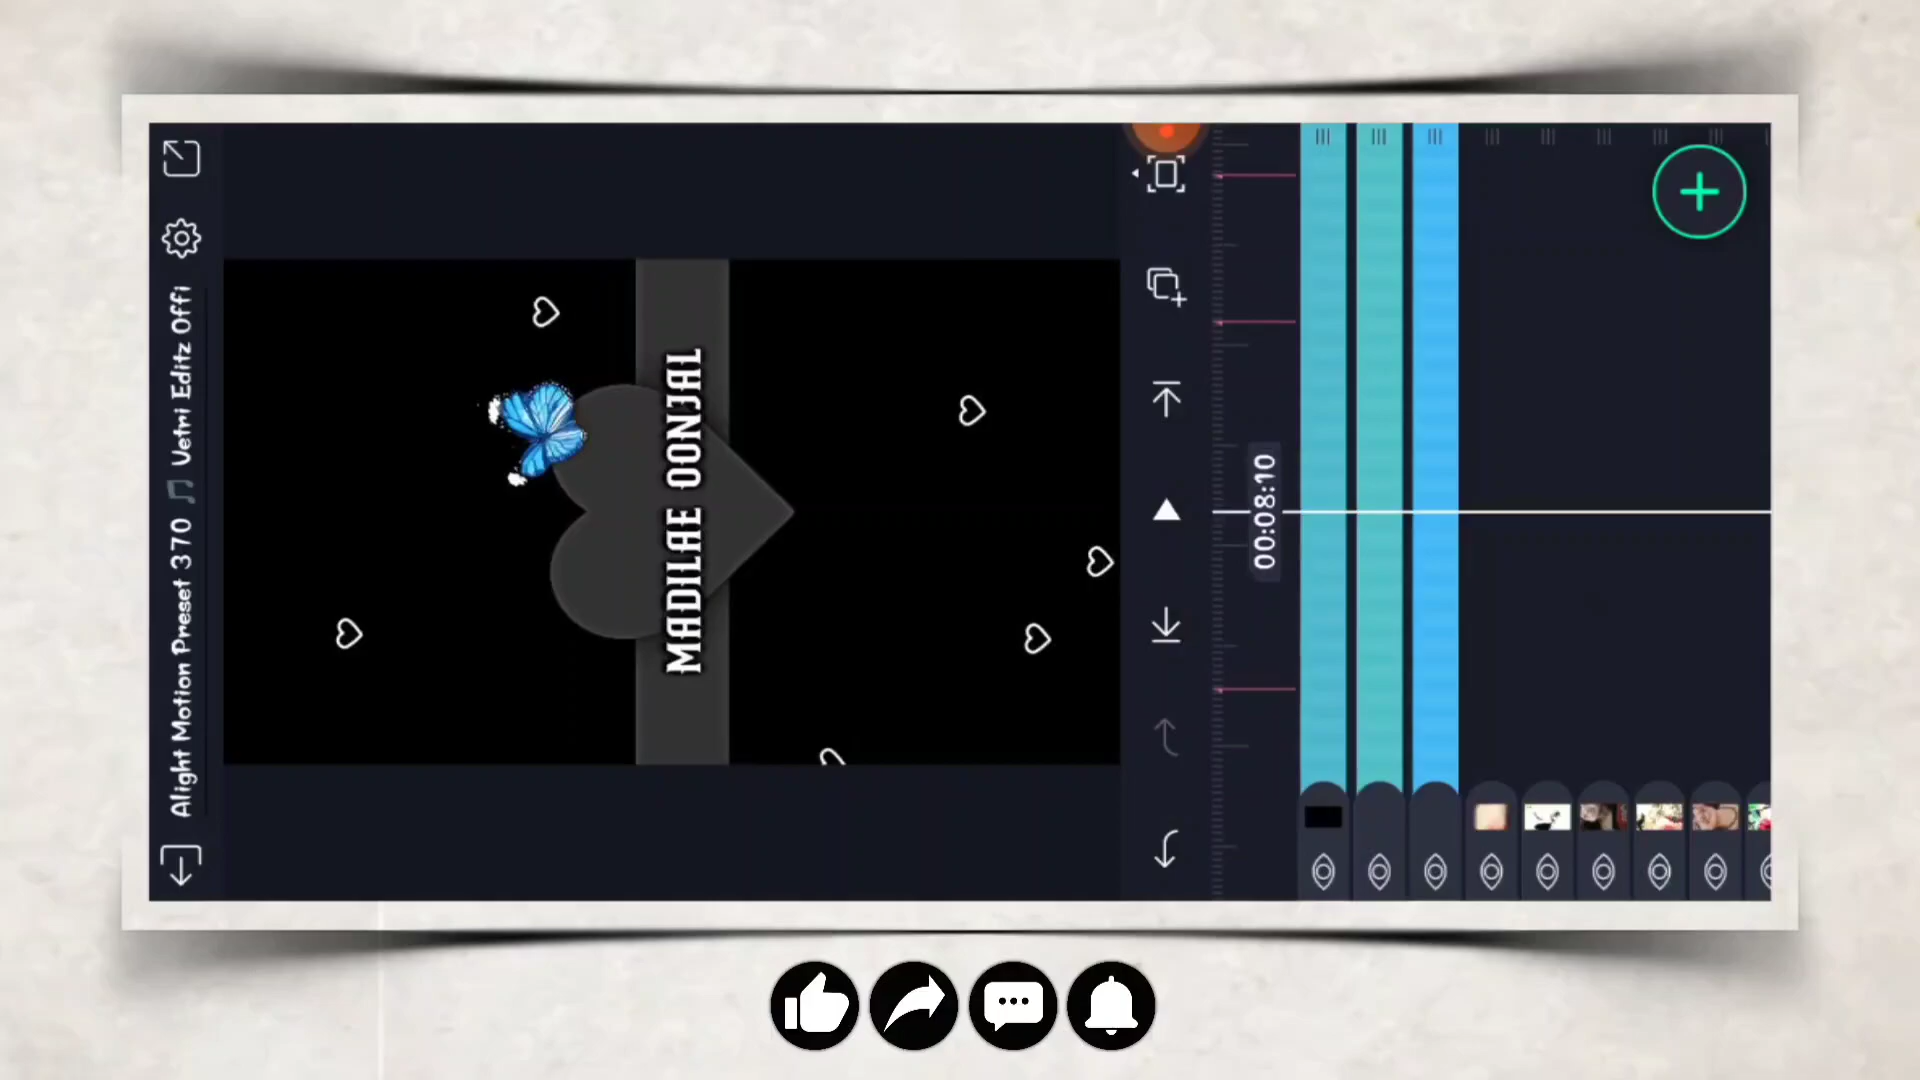 Alight Motion Preset 370 🎵 Vetri Editz Offi
MADILAE OONJAL
00:08:10